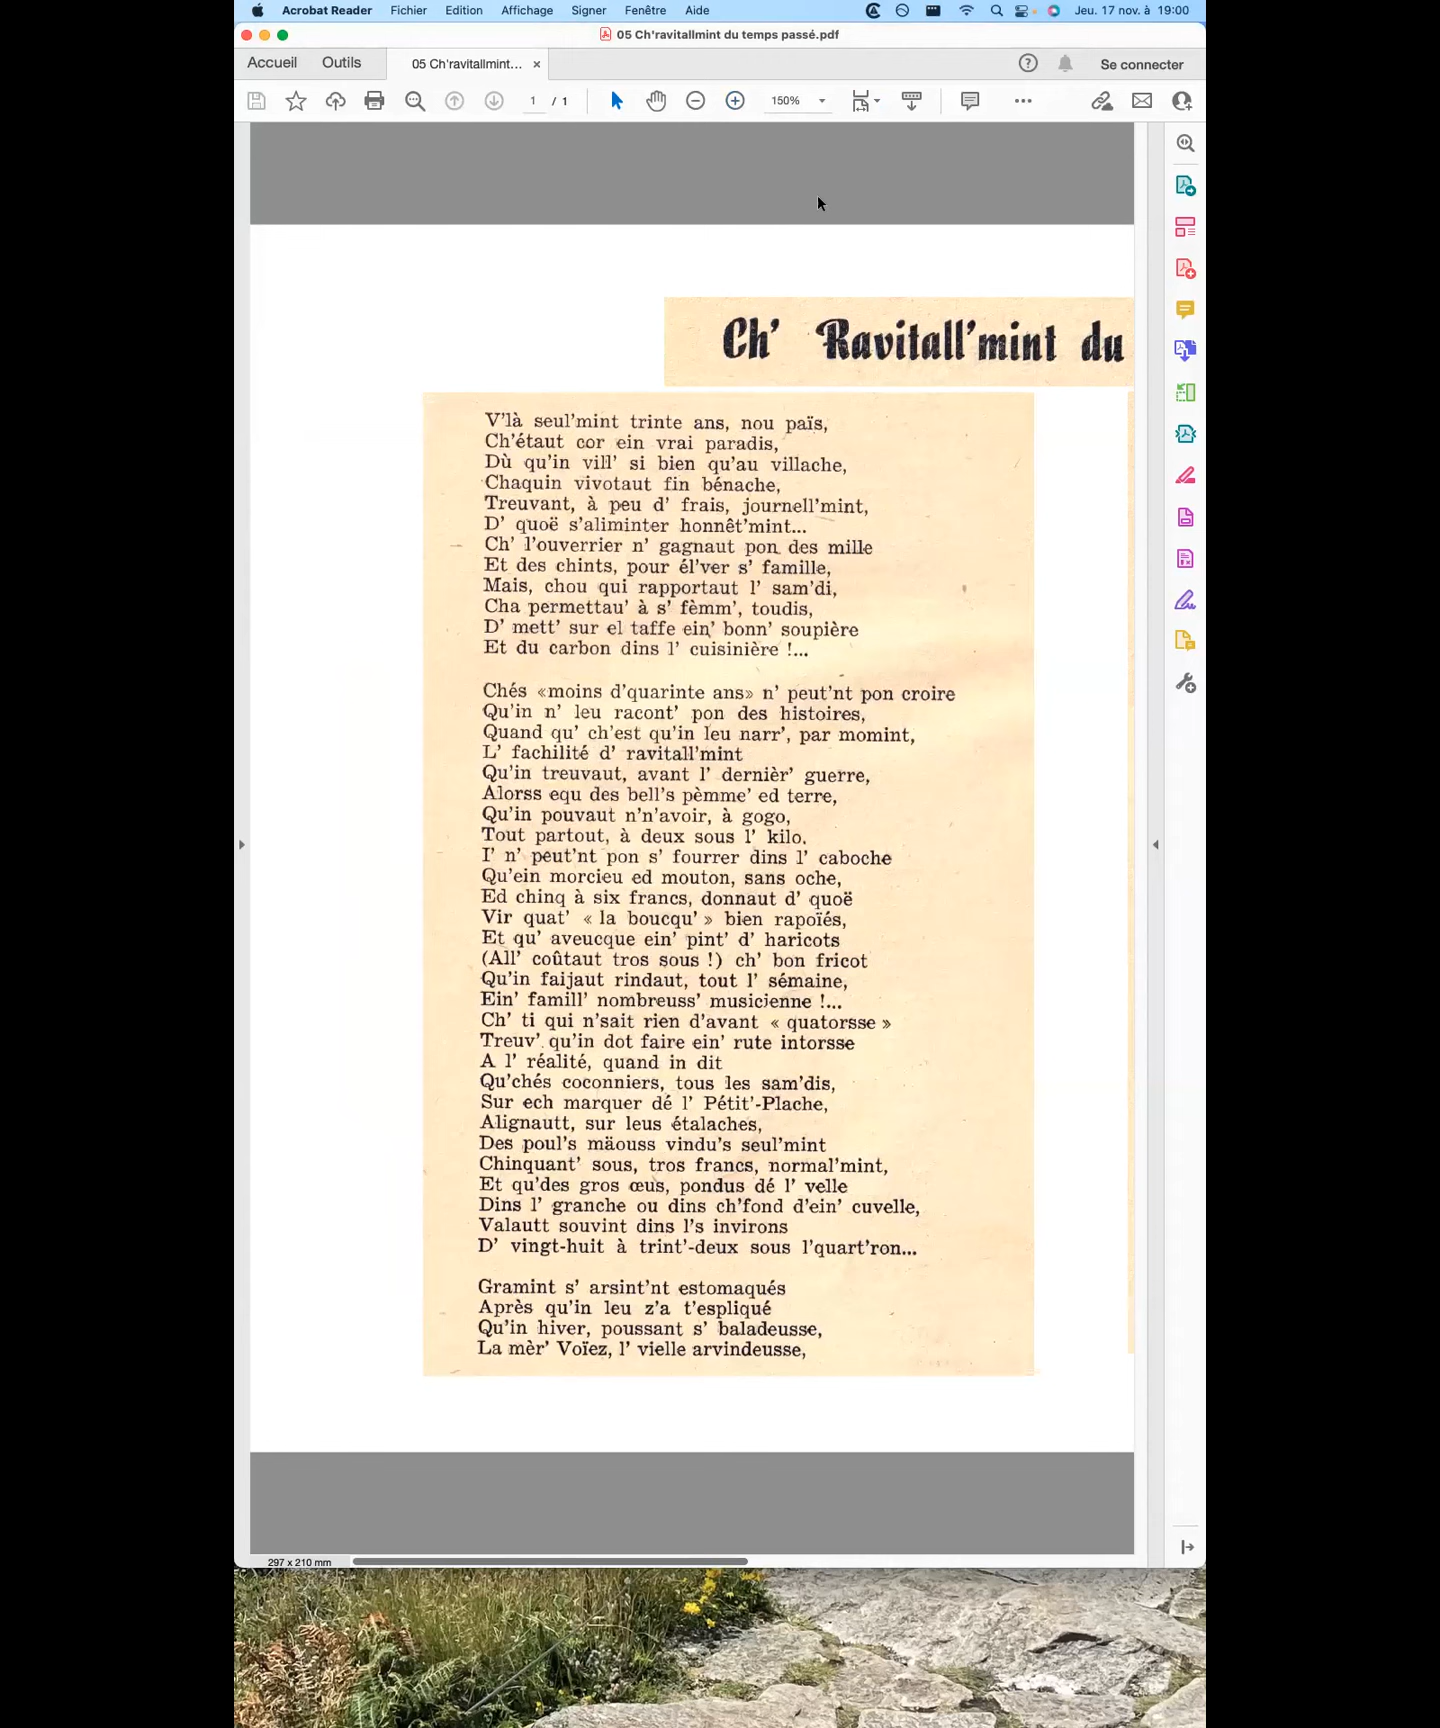 Acrobat Reader Fichier Edition Affichage Signer Fenêtre Aide Jeu. 17 nov. à 19:00
05 Ch'ravitallmint du temps passé.pdf
Accueil Outils 05 Ch'ravitallmint... × Se connecter
1 / 1 150%
Ch' Ravitall'mint du
V'là seul'mint trinte ans, nou païs,
Ch'étaut cor ein vrai paradis,
Dù qu'in vill' si bien qu'au villache,
Chaquin vivotaut fin bénache,
Treuvant, à peu d' frais, journell'mint,
D' quoë s'aliminter honnêt'mint...
Ch' l'ouverrier n' gagnaut pon des mille
Et des chints, pour él'ver s' famille,
Mais, chou qui rapportaut l' sam'di,
Cha permettau' à s' fèmm', toudis,
D' mett' sur el taffe ein' bonn' soupière
Et du carbon dins l' cuisinière !...
Chés «moins d'quarinte ans» n' peut'nt pon croire
Qu'in n' leu racont' pon des histoires,
Quand qu' ch'est qu'in leu narr', par momint,
L' fachilité d' ravitall'mint
Qu'in treuvaut, avant l' dernièr' guerre,
Alorss equ des bell's pèmme' ed terre,
Qu'in pouvaut n'n'avoir, à gogo,
Tout partout, à deux sous l' kilo.
I' n' peut'nt pon s' fourrer dins l' caboche
Qu'ein morcieu ed mouton, sans oche,
Ed chinq à six francs, donnaut d' quoë
Vir quat' « la boucqu' » bien rapoïés,
Et qu' aveucque ein' pint' d' haricots
(All' coûtaut tros sous !) ch' bon fricot
Qu'in faijaut rindaut, tout l' sémaine,
Ein' famill' nombreuss' musicienne !...
Ch' ti qui n'sait rien d'avant « quatorsse »
Treuv' qu'in dot faire ein' rute intorsse
A l' réalité, quand in dit
Qu'chés coconniers, tous les sam'dis,
Sur ech marquer dé l' Pétit'-Plache,
Alignautt, sur leus étalaches,
Des poul's mäouss vindu's seul'mint
Chinquant' sous, tros francs, normal'mint,
Et qu'des gros œus, pondus dé l' velle
Dins l' granche ou dins ch'fond d'ein' cuvelle,
Valautt souvint dins l's invirons
D' vingt-huit à trint'-deux sous l'quart'ron...
Gramint s' arsint'nt estomaqués
Après qu'in leu z'a t'espliqué
Qu'in hiver, poussant s' baladeusse,
La mèr' Voïez, l' vielle arvindeusse,
297 x 210 mm